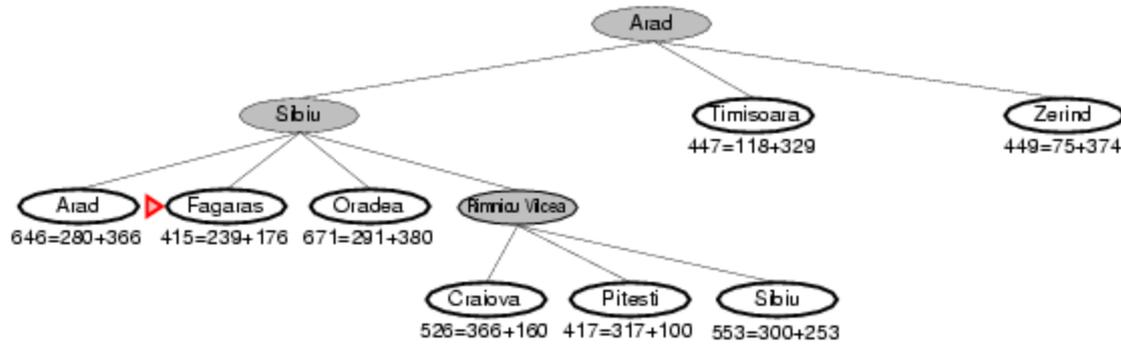 Arad
Sibiu
Timisoara
Zerind
447=118+329
449=75+374
Arad
Fagaras
Oradea
Rimnicu Vilcea
646=280+366
415=239+176
671=291+380
Craiova
Pitesti
Sibiu
526=366+160
417=317+100
553=300+253